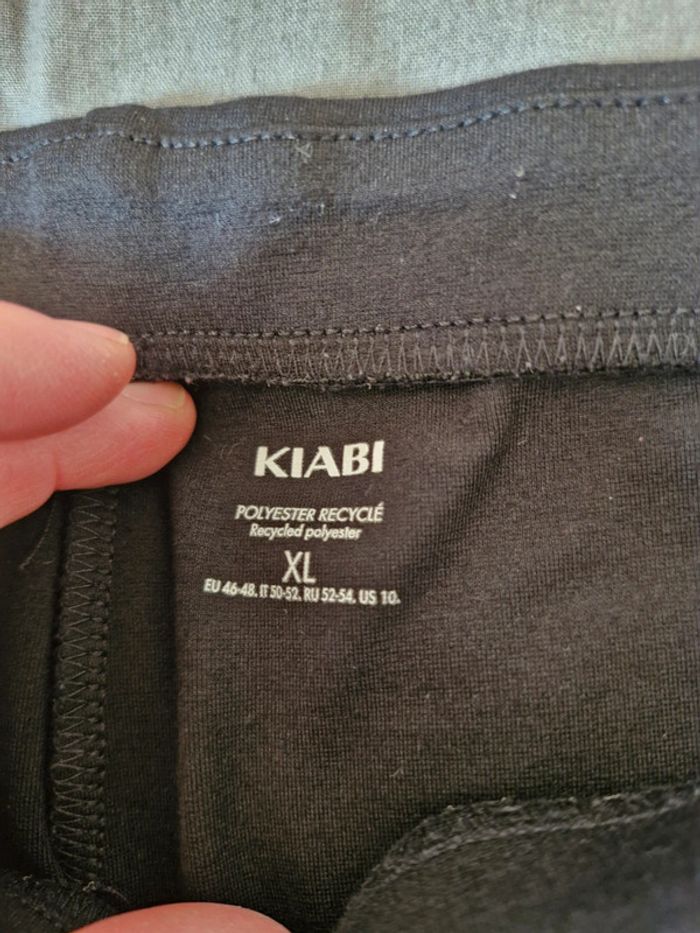 KIABI
POLYESTER RECYCLÉ
Recycled polyester
XL
EU 46-48. IT 50-52. RU 52-54. US 10.